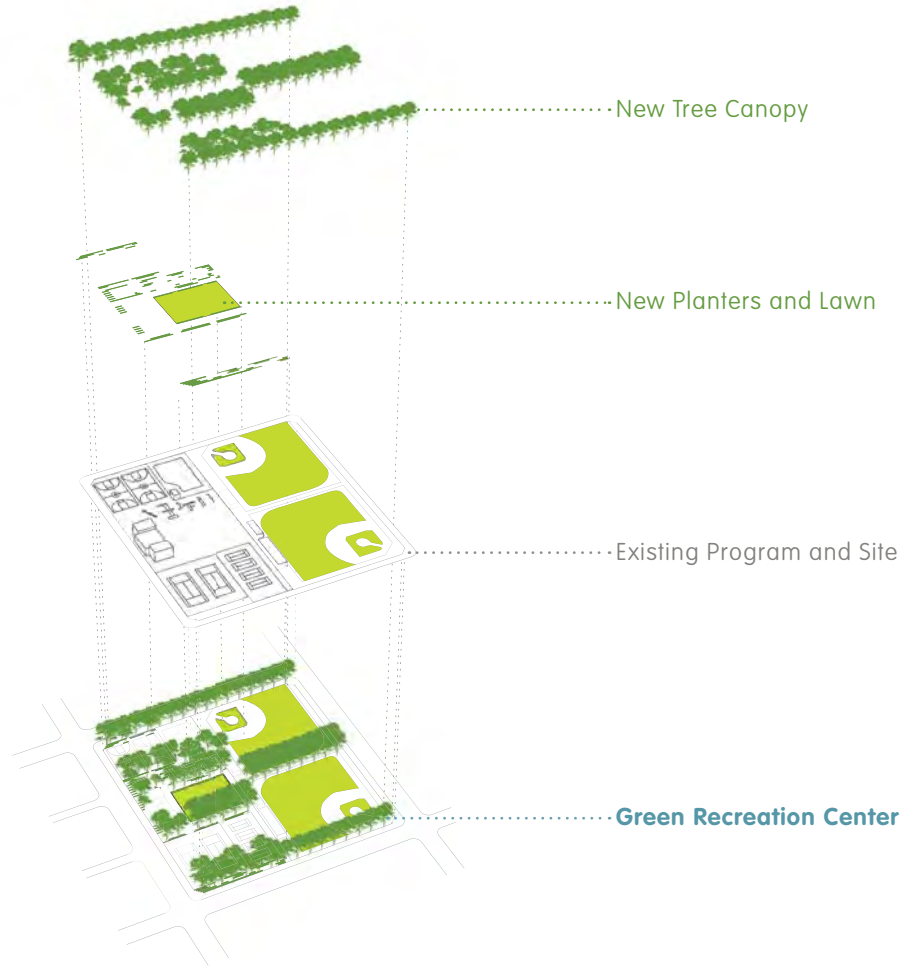 New Tree Canopy
New Planters and Lawn
Existing Program and Site
Green Recreation Center